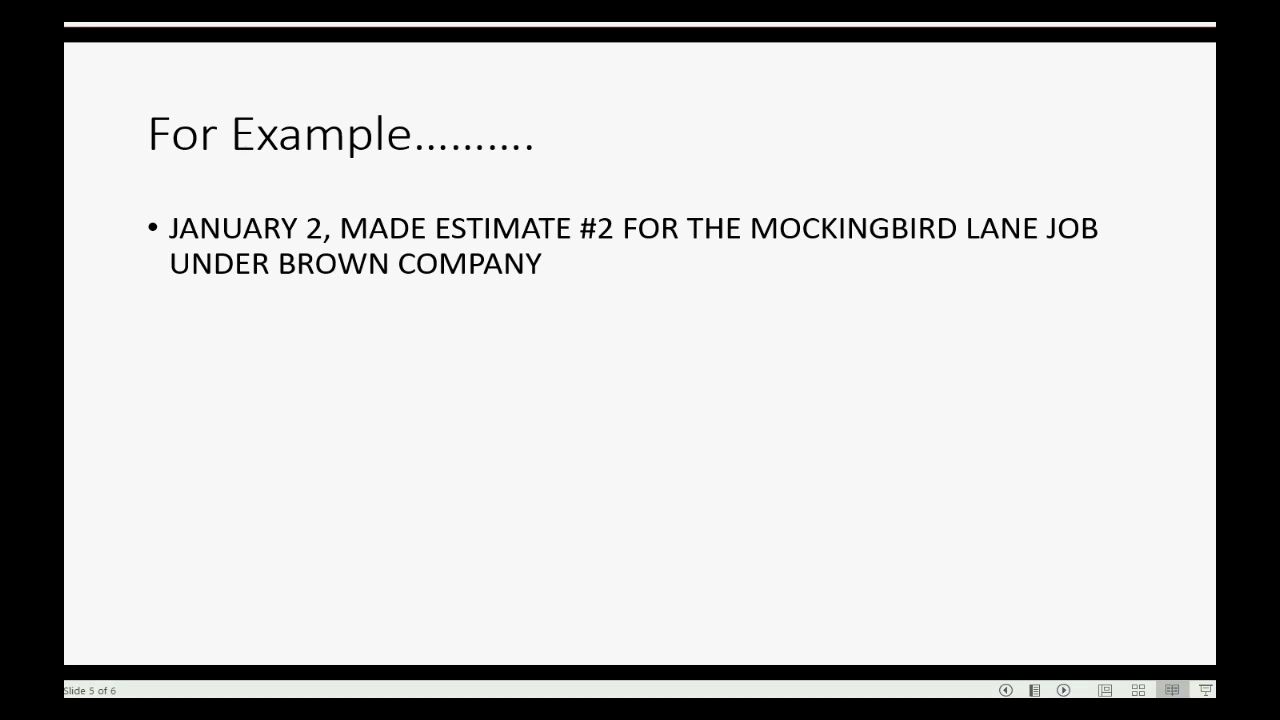 For Example..........
• JANUARY 2, MADE ESTIMATE #2 FOR THE MOCKINGBIRD LANE JOB
UNDER BROWN COMPANY
Slide 5 of 6